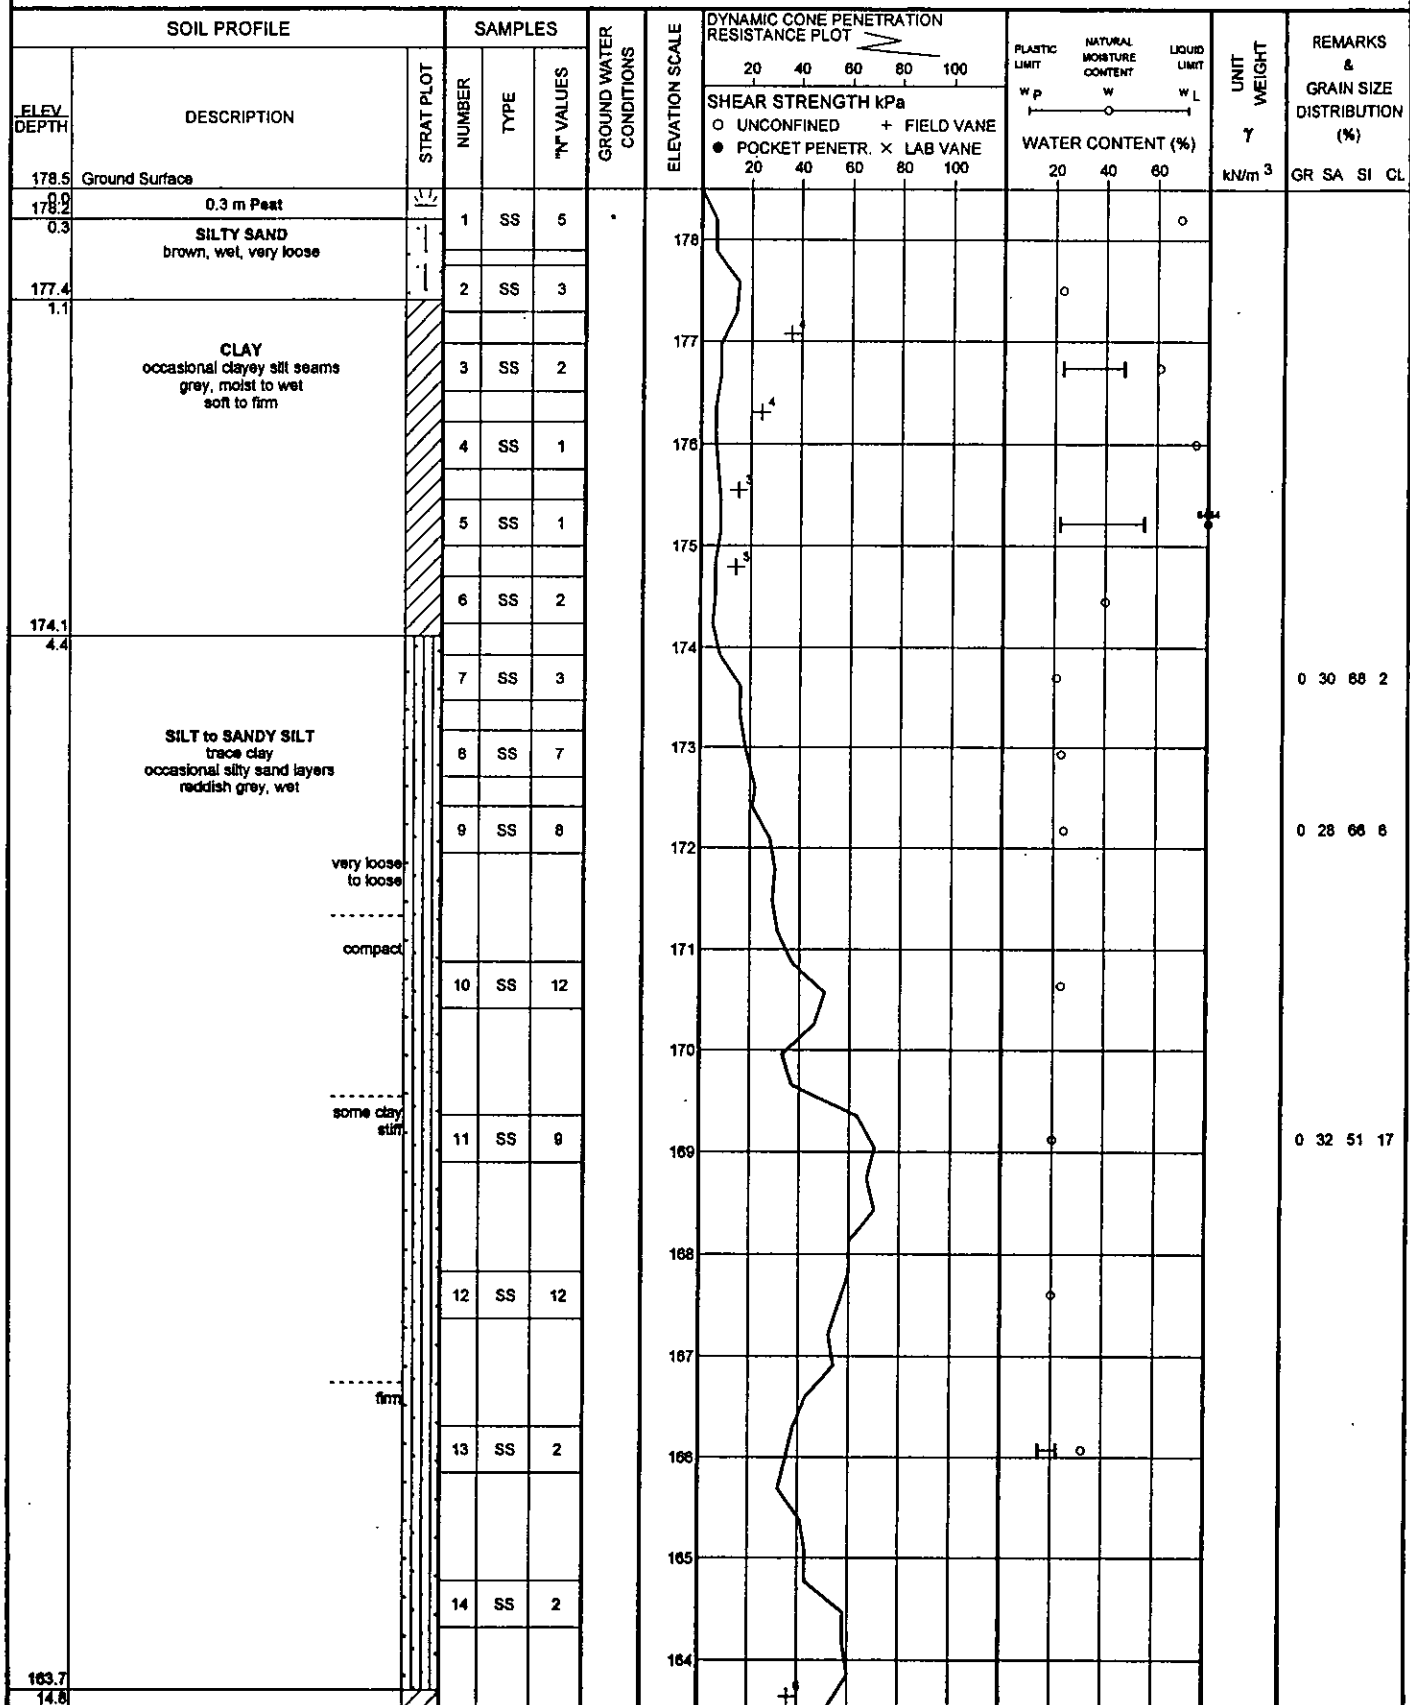 SOIL PROFILE
SAMPLES
GROUND WATER CONDITIONS
ELEVATION SCALE
DYNAMIC CONE PENETRATION
RESISTANCE PLOT
20 40 60 80 100
SHEAR STRENGTH kPa
O UNCONFINED + FIELD VANE
● POCKET PENETR. × LAB VANE
20 40 60 80 100
PLASTIC LIMIT
NATURAL MOISTURE CONTENT
LIQUID LIMIT
W P W W L
WATER CONTENT (%)
20 40 60
UNIT WEIGHT
γ
kN/m 3
REMARKS
&
GRAIN SIZE
DISTRIBUTION
(%)
GR SA SI CL
ELEV
DEPTH
DESCRIPTION
STRAT PLOT
NUMBER
TYPE
"N" VALUES
178.5 Ground Surface
0.0
178.2
0.3
0.3 m Peat
1 SS 5
SILTY SAND
brown, wet, very loose
178
177.4
1.1
2 SS 3
4
177
CLAY
occasional clayey silt seams
grey, moist to wet
soft to firm
3 SS 2
4
4 SS 1
176
3
5 SS 1
175
6 SS 2
174.1
4.4
174
7 SS 3
0 30 68 2
SILT to SANDY SILT
trace clay
occasional silty sand layers
reddish grey, wet
8 SS 7
173
9 SS 8
0 28 66 6
172
very loose
to loose
compact
171
10 SS 12
170
some clay
stiff
11 SS 9
0 32 51 17
169
168
12 SS 12
167
firm
13 SS 2
166
165
14 SS 2
164
163.7
14.8